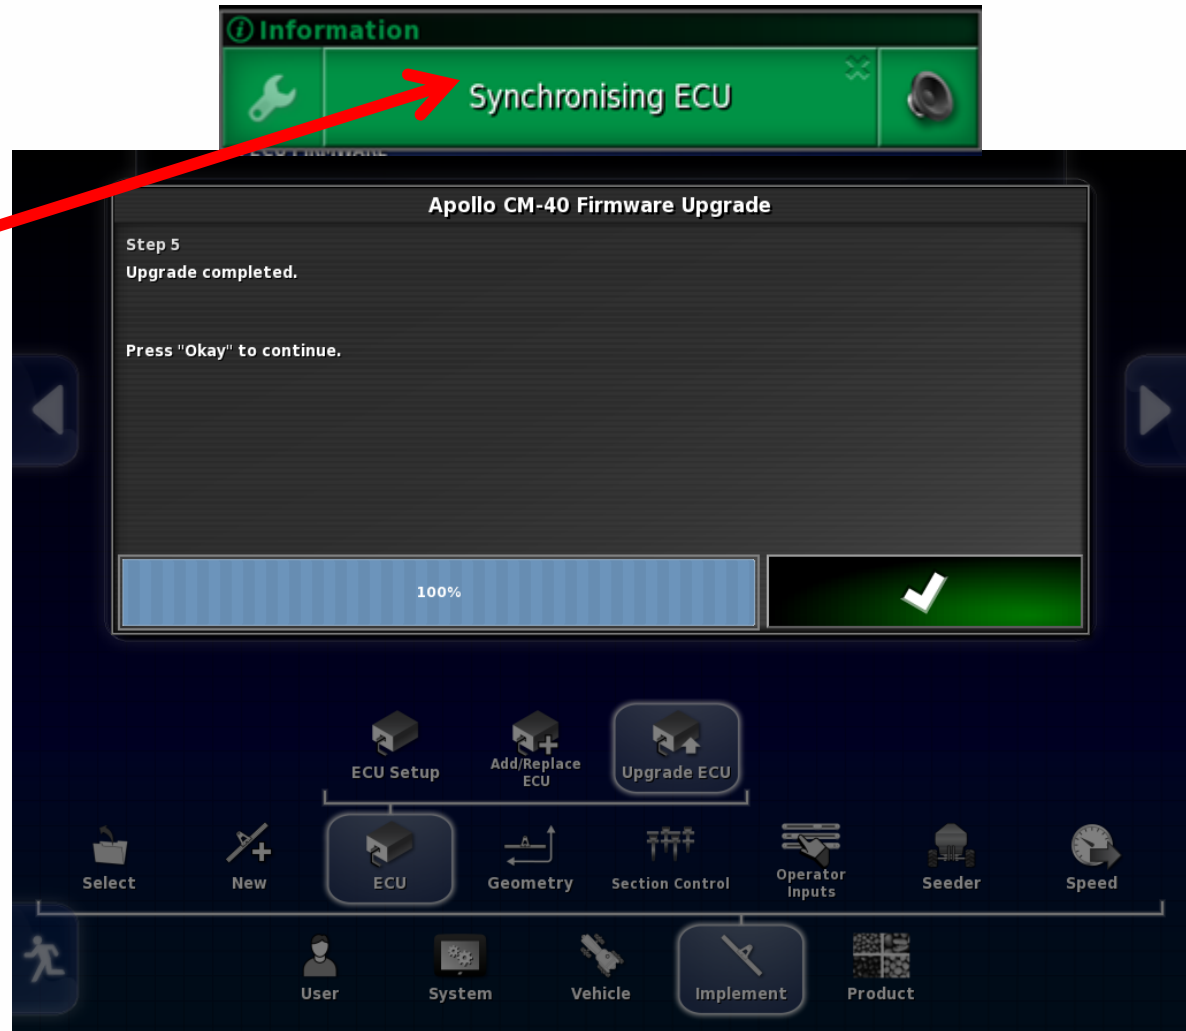 Information
Synchronising ECU
ECU FIRMWARE
Apollo CM-40 Firmware Upgrade
Step 5
Upgrade completed.
Press "Okay" to continue.
100%
ECU Setup
Add/Replace
ECU
Upgrade ECU
Select
New
ECU
Geometry
Section Control
Operator
Inputs
Seeder
Speed
User
System
Vehicle
Implement
Product